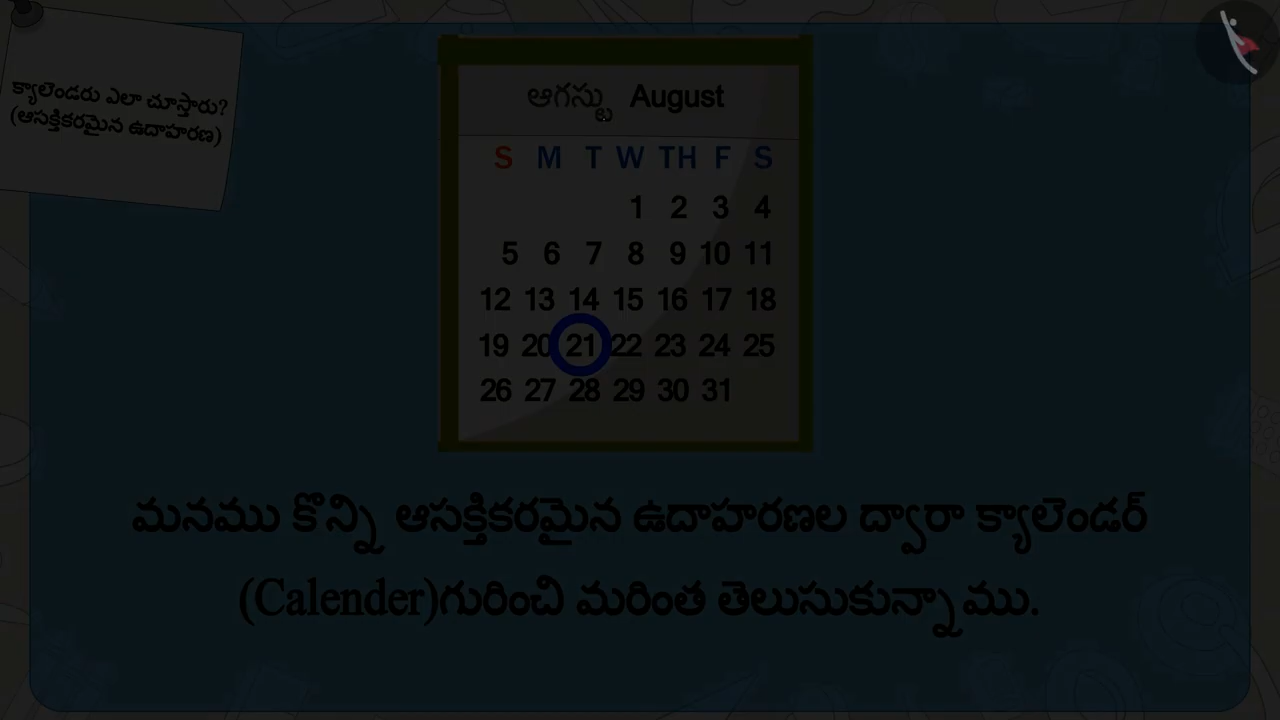 క్యాలెండరు ఎలా చూస్తారు?
(ఆసక్తికరమైన ఉదాహరణ)
ఆగస్టు August
S M T W TH F S
1 2 3 4
5 6 7 8 9 10 11
12 13 14 15 16 17 18
19 20 21 22 23 24 25
26 27 28 29 30 31
మనము కొన్ని ఆసక్తికరమైన ఉదాహరణల ద్వారా క్యాలెండర్
(Calender)గురించి మరింత తెలుసుకున్నాము.